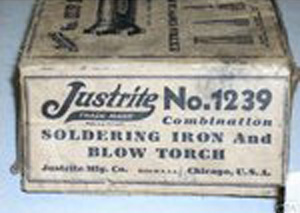 Justrite No.1239
TRADE MARK
Combination
SOLDERING IRON And
BLOW TORCH
Justrite Mfg. Co. Chicago, U.S.A.